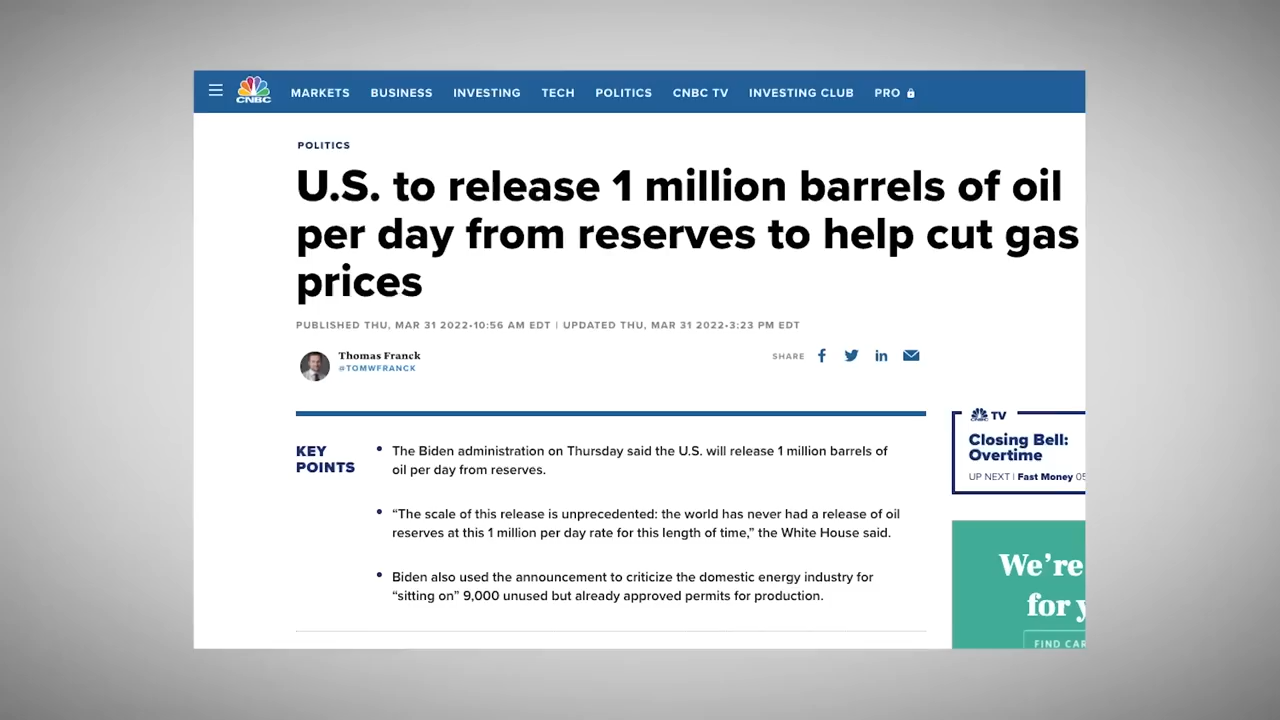 CNBC
MARKETS BUSINESS INVESTING TECH POLITICS CNBC TV INVESTING CLUB PRO
POLITICS
U.S. to release 1 million barrels of oil
per day from reserves to help cut gas
prices
PUBLISHED THU, MAR 31 2022•10:56 AM EDT | UPDATED THU, MAR 31 2022•3:23 PM EDT
Thomas Franck
@TOMWFRANCK
SHARE
KEY
POINTS
• The Biden administration on Thursday said the U.S. will release 1 million barrels of
oil per day from reserves.
• “The scale of this release is unprecedented: the world has never had a release of oil
reserves at this 1 million per day rate for this length of time,” the White House said.
• Biden also used the announcement to criticize the domestic energy industry for
“sitting on” 9,000 unused but already approved permits for production.
CNBC TV
Closing Bell:
Overtime
UP NEXT | Fast Money 05
We’re
for y
FIND CAR